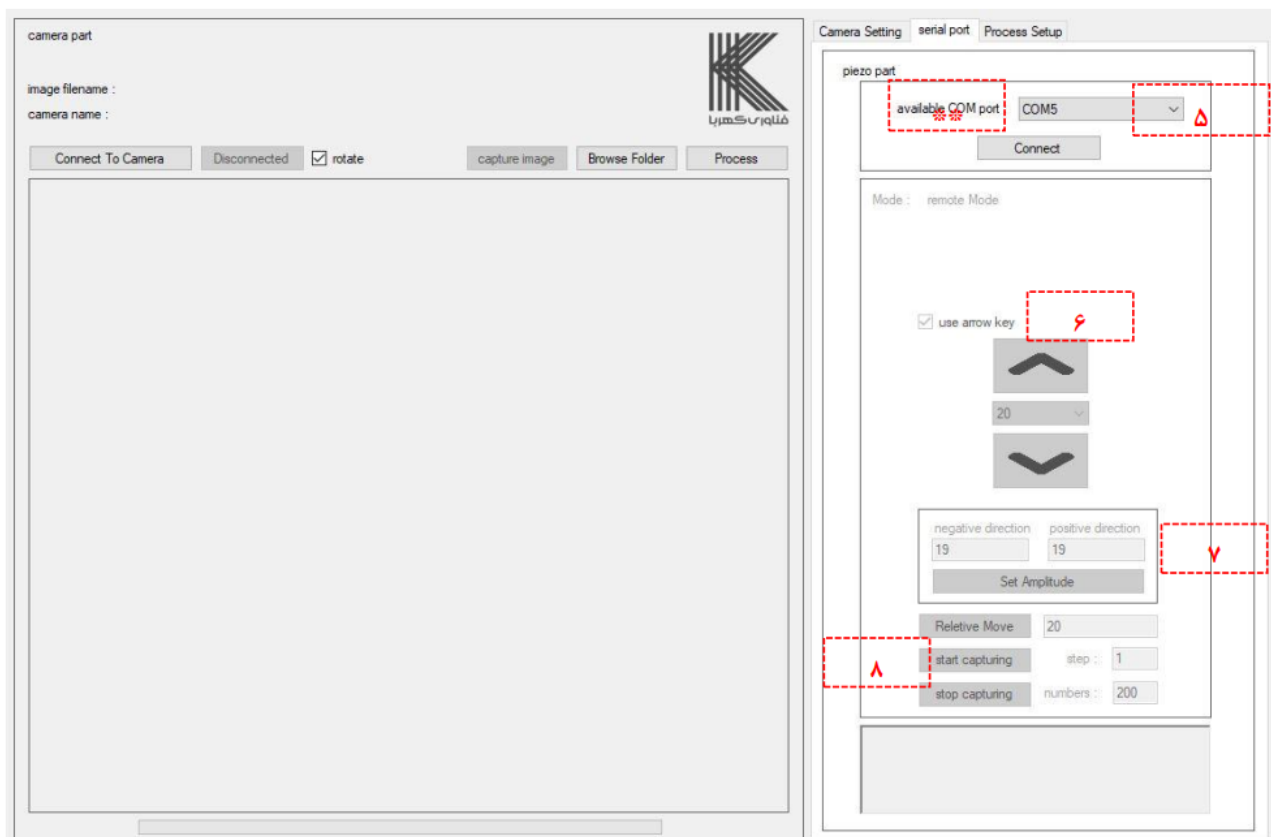 camera part
image filename :
camera name :
فناوری کهربا
Connect To Camera Disconnected rotate capture image Browse Folder Process
Camera Setting serial port Process Setup
piezo part
available COM port COM5
**
۵
Connect
Mode : remote Mode
use arrow key
۶
20
negative direction positive direction
19 19
۷
Set Amplitude
Reletive Move 20
start capturing step : 1
۸
stop capturing numbers : 200